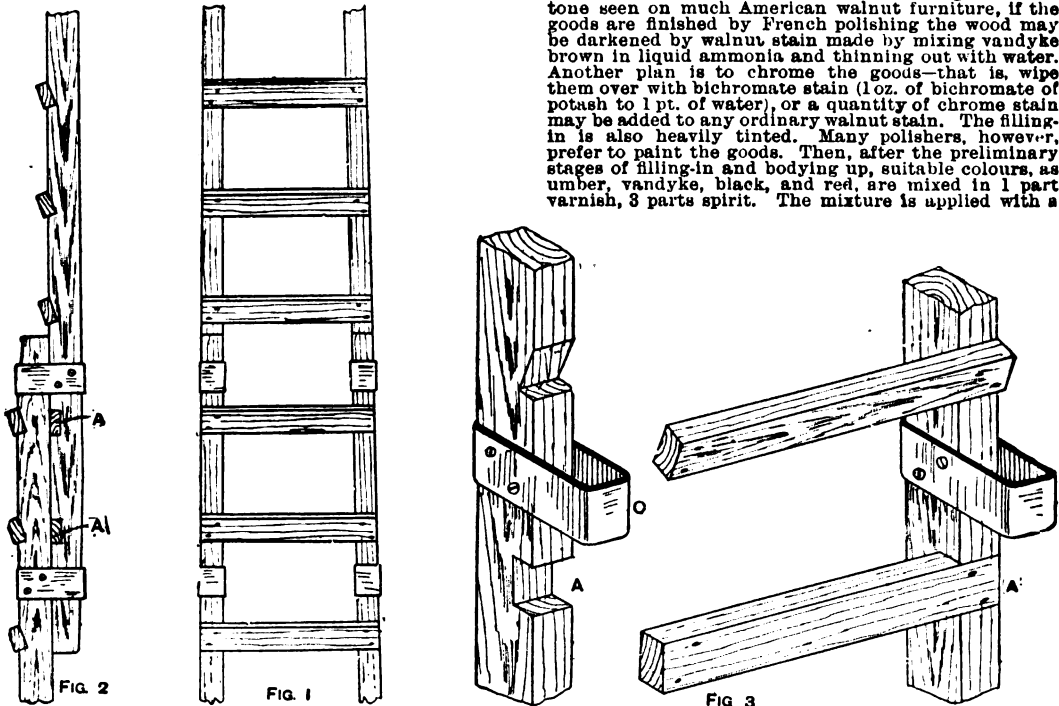 tone seen on much American walnut furniture, if the
goods are finished by French polishing the wood may
be darkened by walnut stain made by mixing vandyke
brown in liquid ammonia and thinning out with water.
Another plan is to chrome the goods—that is, wipe
them over with bichromate stain (1 oz. of bichromate of
potash to 1 pt. of water), or a quantity of chrome stain
may be added to any ordinary walnut stain. The filling-
in is also heavily tinted. Many polishers, however,
prefer to paint the goods. Then, after the preliminary
stages of filling-in and bodying up, suitable colours, as
umber, vandyke, black, and red, are mixed in 1 part
varnish, 3 parts spirit. The mixture is applied with a
A
A1
O
A
A'
FIG. 2
FIG. 1
FIG. 3